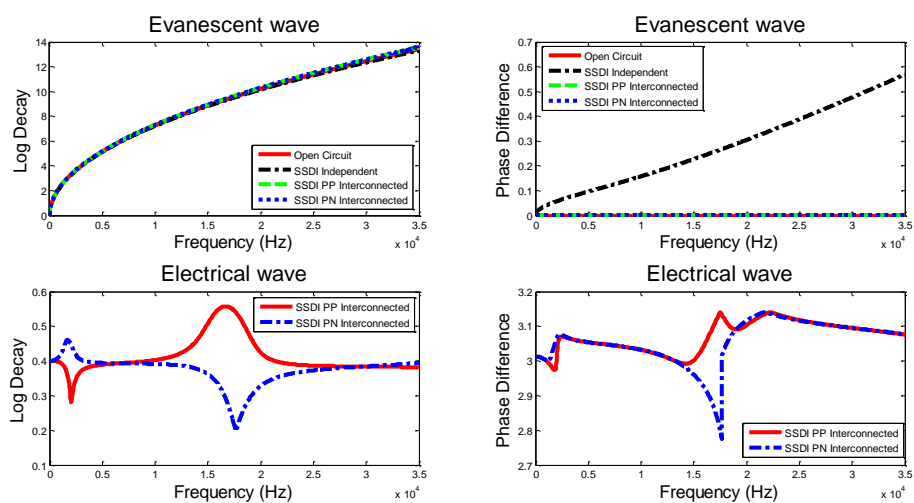 Evanescent wave
Log Decay
14
12
10
8
6
4
2
0
Open Circuit
SSDI Independent
SSDI PP Interconnected
SSDI PN Interconnected
0 0.5 1 1.5 2 2.5 3 3.5
Frequency (Hz)
x 10^4
Evanescent wave
Phase Difference
0.7
0.6
0.5
0.4
0.3
0.2
0.1
0
Open Circuit
SSDI Independent
SSDI PP Interconnected
SSDI PN Interconnected
0 0.5 1 1.5 2 2.5 3 3.5
Frequency (Hz)
x 10^4
Electrical wave
Log Decay
0.6
0.5
0.4
0.3
0.2
0.1
SSDI PP Interconnected
SSDI PN Interconnected
0 0.5 1 1.5 2 2.5 3 3.5
Frequency (Hz)
x 10^4
Electrical wave
Phase Difference
3.2
3.1
3
2.9
2.8
2.7
SSDI PP Interconnected
SSDI PN Interconnected
0 0.5 1 1.5 2 2.5 3 3.5
Frequency (Hz)
x 10^4